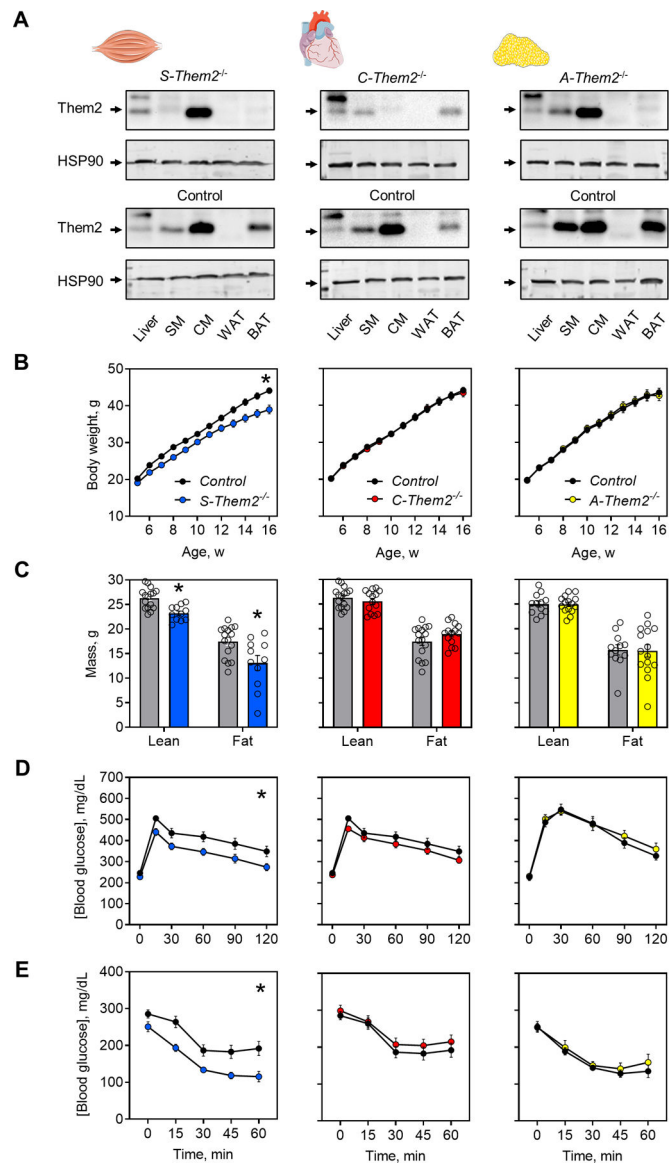 A
S-Them2-/- C-Them2-/- A-Them2-/-
Them2
HSP90
Control Control Control
Them2
HSP90
Liver SM CM WAT BAT Liver SM CM WAT BAT Liver SM CM WAT BAT
B
Body weight, g
50
40
30
20
10
*
Control Control Control
S-Them2-/- C-Them2-/- A-Them2-/-
6 8 10 12 14 16 6 8 10 12 14 16 6 8 10 12 14 16
Age, w Age, w Age, w
C
Mass, g
30
25
20
15
10
5
0
* *
Lean Fat Lean Fat Lean Fat
D
[Blood glucose], mg/dL
700
600
500
400
300
200
100
0
*
0 30 60 90 120 0 30 60 90 120 0 30 60 90 120
E
[Blood glucose], mg/dL
400
300
200
100
0
*
0 15 30 45 60 0 15 30 45 60 0 15 30 45 60
Time, min Time, min Time, min